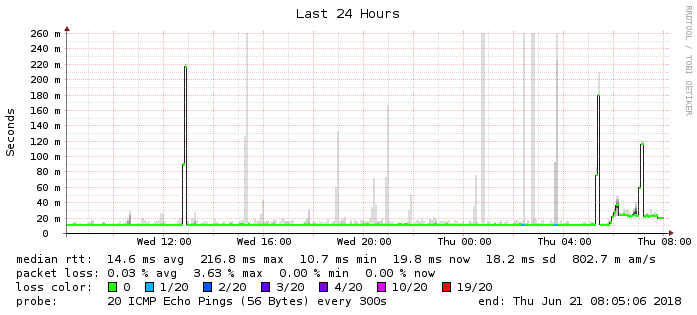 Last 24 Hours
RRDTOOL / TOBI OETIKER
Seconds
260 m
240 m
220 m
200 m
180 m
160 m
140 m
120 m
100 m
80 m
60 m
40 m
20 m
0
Wed 12:00 Wed 16:00 Wed 20:00 Thu 00:00 Thu 04:00 Thu 08:00
median rtt: 14.6 ms avg 216.8 ms max 10.7 ms min 19.8 ms now 18.2 ms sd 802.7 m am/s
packet loss: 0.03 % avg 3.63 % max 0.00 % min 0.00 % now
loss color: 0 1/20 2/20 3/20 4/20 10/20 19/20
probe: 20 ICMP Echo Pings (56 Bytes) every 300s end: Thu Jun 21 08:05:06 2018